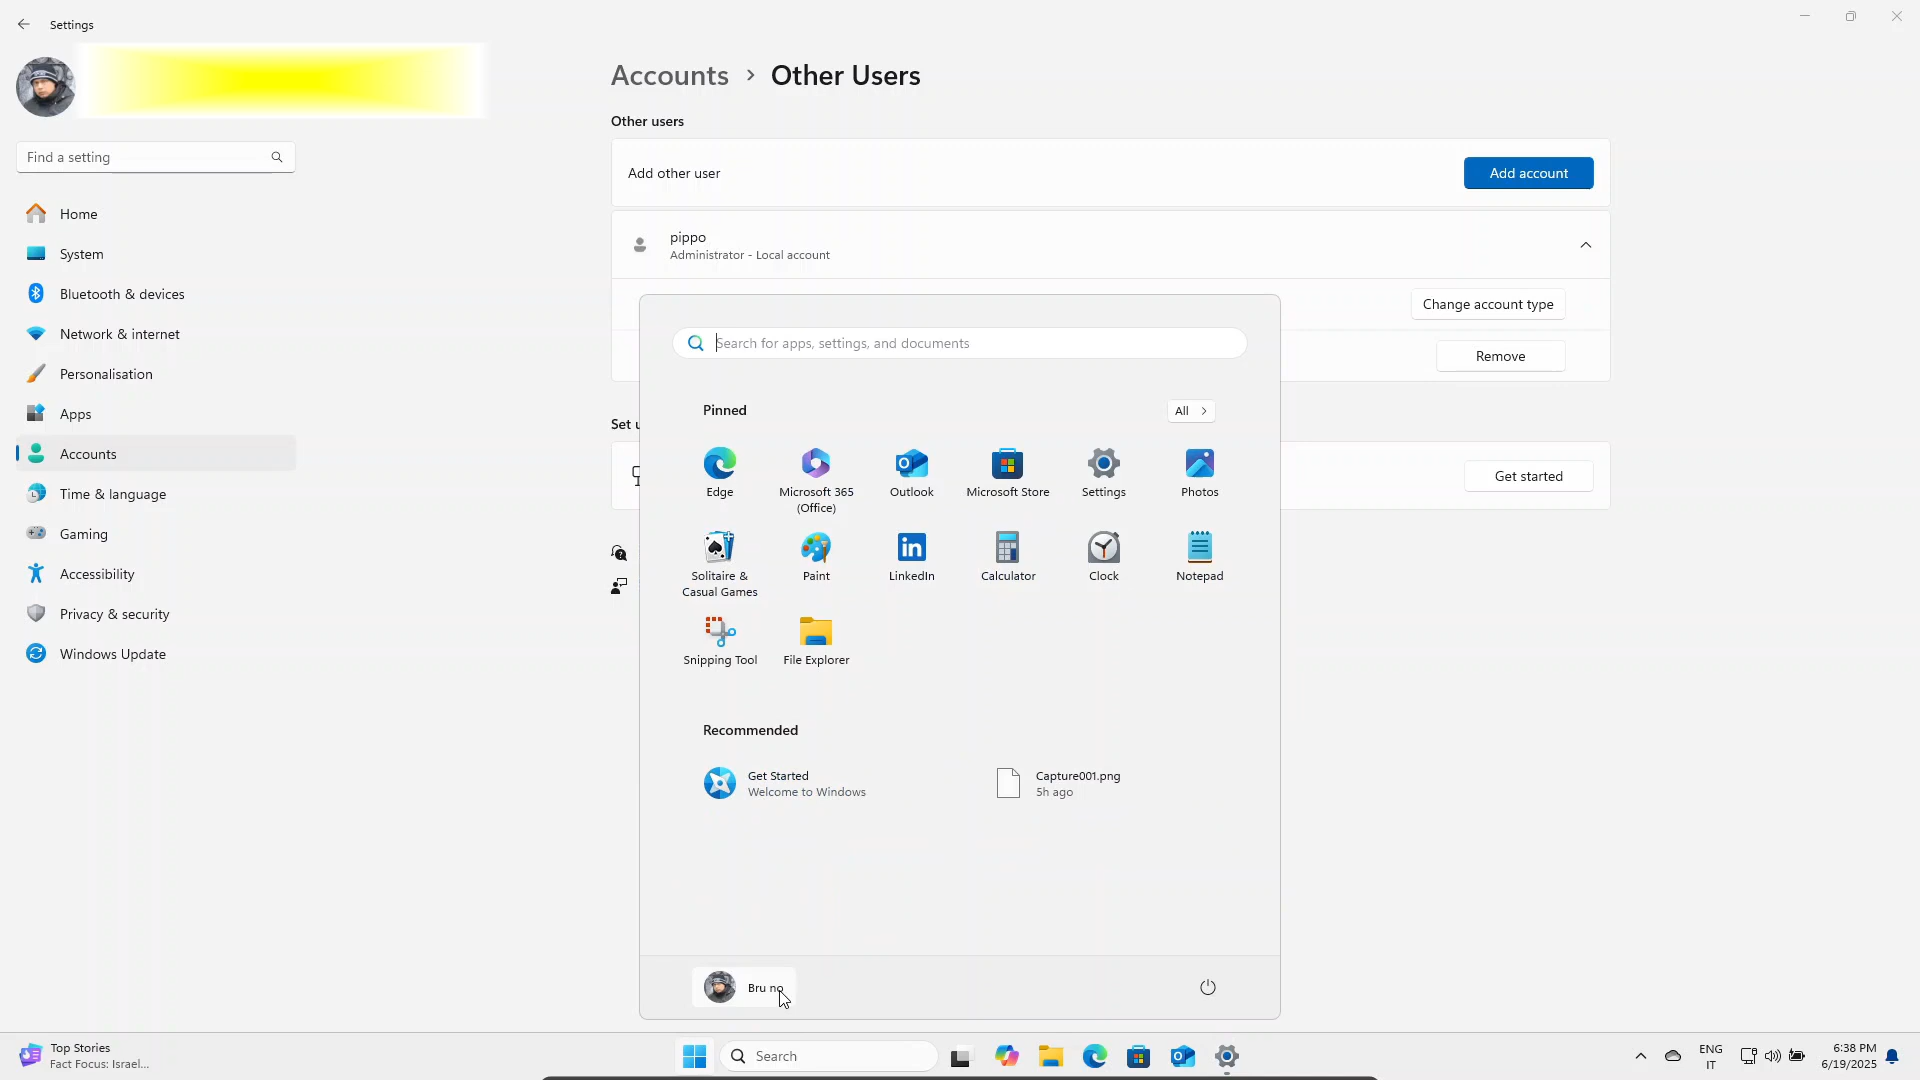 Settings
Find a setting
Home
System
Bluetooth & devices
Network & internet
Personalisation
Apps
Accounts
Time & language
Gaming
Accessibility
Privacy & security
Windows Update
Accounts > Other Users
Other users
Add other user
Add account
pippo
Administrator - Local account
Change account type
Remove
Set u
Get started
Search for apps, settings, and documents
Pinned
All >
Edge
Microsoft 365
(Office)
Outlook
Microsoft Store
Settings
Photos
Solitaire &
Casual Games
Paint
LinkedIn
Calculator
Clock
Notepad
Snipping Tool
File Explorer
Recommended
Get Started
Welcome to Windows
Capture001.png
5h ago
Bru no
Top Stories
Fact Focus: Israel...
Search
ENG
IT
6:38 PM
6/19/2025